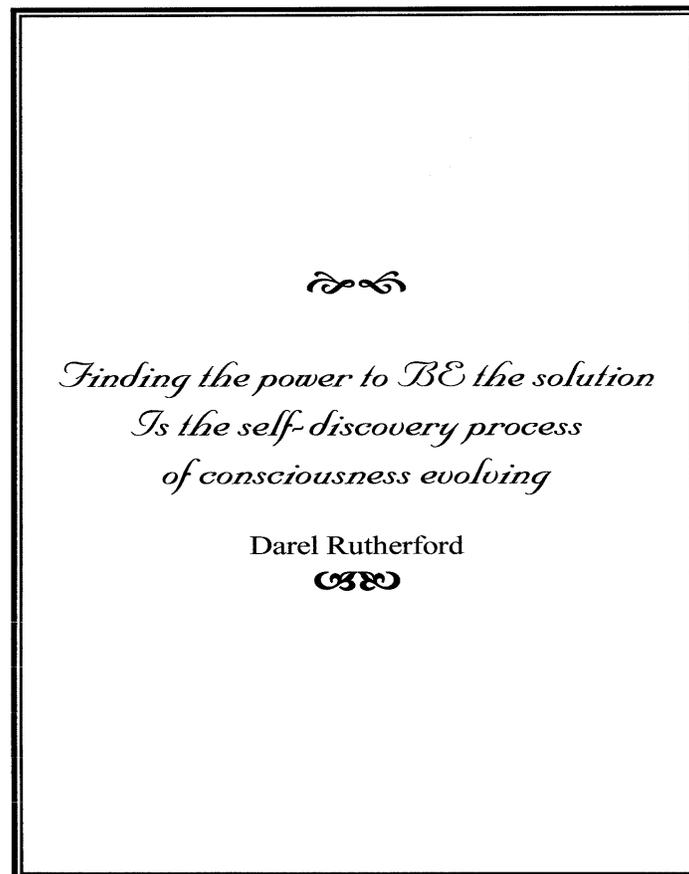 Finding the power to BE the solution
Is the self-discovery process
of consciousness evolving
Darel Rutherford